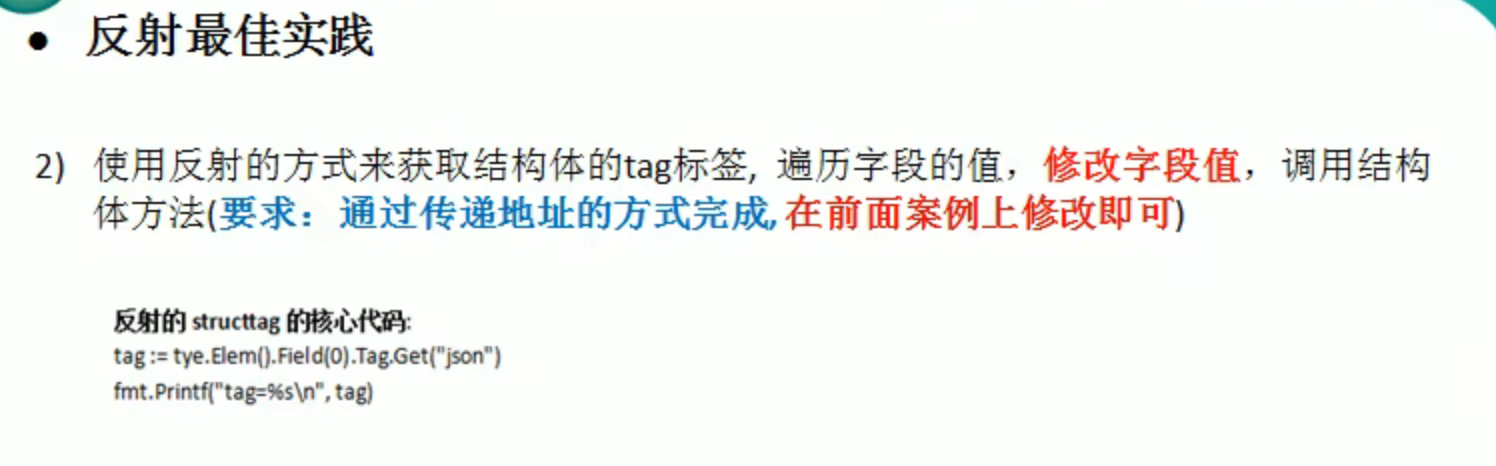 • 反射最佳实践
2) 使用反射的方式来获取结构体的tag标签, 遍历字段的值，修改字段值，调用结构
体方法(要求：通过传递地址的方式完成, 在前面案例上修改即可)
反射的 structtag 的核心代码:
tag := tye.Elem().Field(0).Tag.Get("json")
fmt.Printf("tag=%s\n", tag)